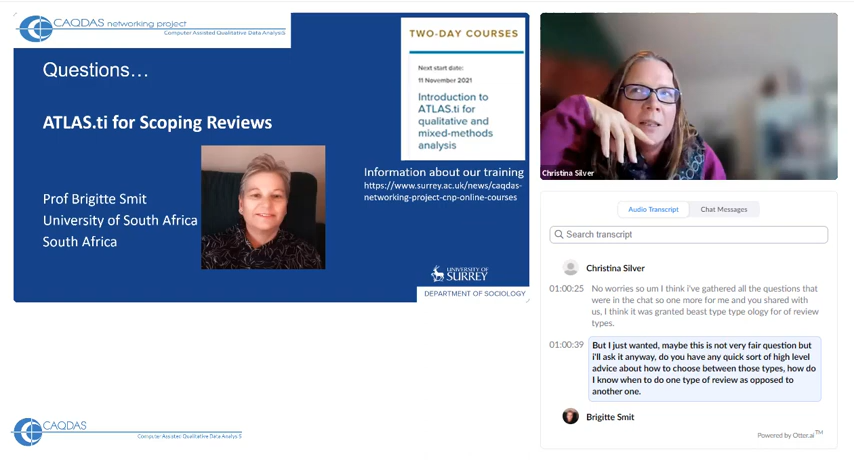 CAQDAS networking project
Computer Assisted Qualitative Data AnalysiS
Questions...
ATLAS.ti for Scoping Reviews
Prof Brigitte Smit
University of South Africa
South Africa
TWO-DAY COURSES
Next start date:
11 November 2021
Introduction to
ATLAS.ti for
qualitative and
mixed-methods
analysis
Information about our training
https://www.surrey.ac.uk/news/caqdas-
networking-project-cnp-online-courses
UNIVERSITY OF
SURREY
DEPARTMENT OF SOCIOLOGY
Christina Silver
Audio Transcript
Chat Messages
Search transcript
Christina Silver
01:00:25
No worries so um I think i've gathered all the questions that
were in the chat so one more for me and you shared with
us, I think it was granted beast type type ology for of review
types.
01:00:39
But I just wanted, maybe this is not very fair question but
i'll ask it anyway, do you have any quick sort of high level
advice about how to choose between those types, how do
I know when to do one type of review as opposed to
another one.
Brigitte Smit
Powered by Otter.ai TM
CAQDAS
Computer Assisted Qualitative Data AnalysiS